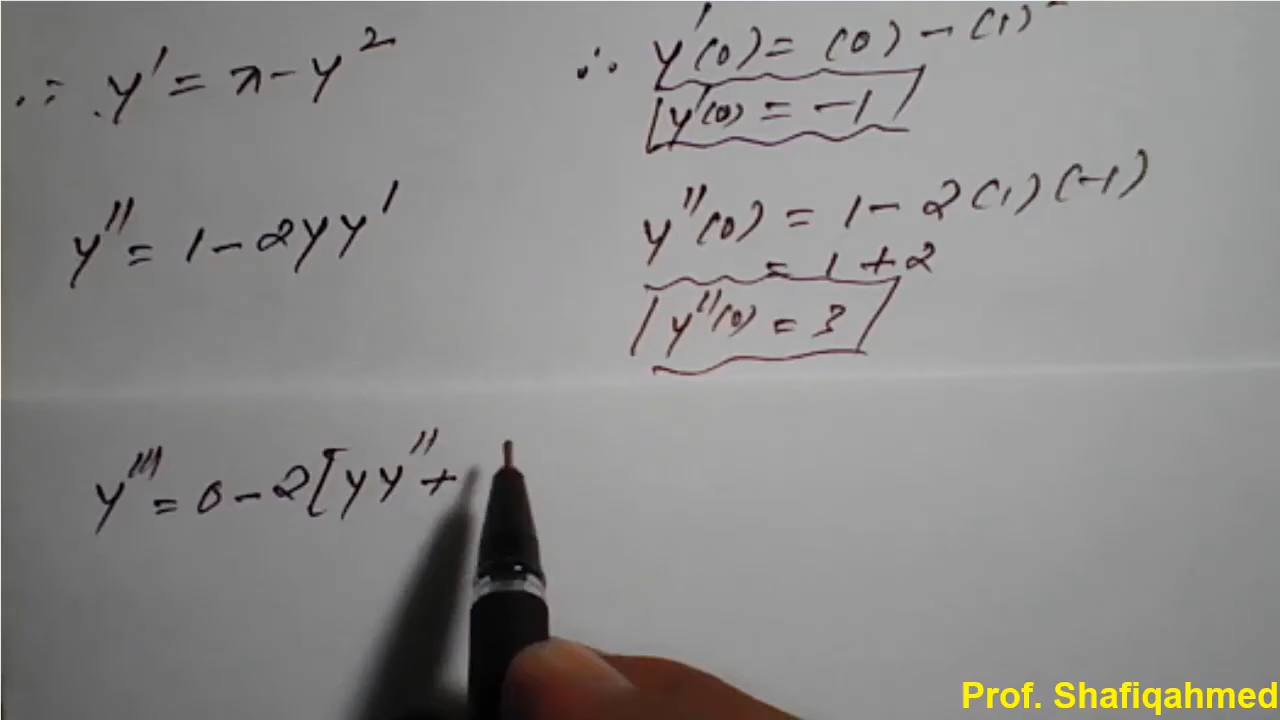 ∴ y' = x - y²
∴ y'(0) = (0) - (1)²
y'(0) = -1
y'' = 1 - 2yy'
y''(0) = 1 - 2(1)(-1)
= 1 + 2
y''(0) = 3
y''' = 0 - 2[yy'' +
Prof. Shafiqahmed